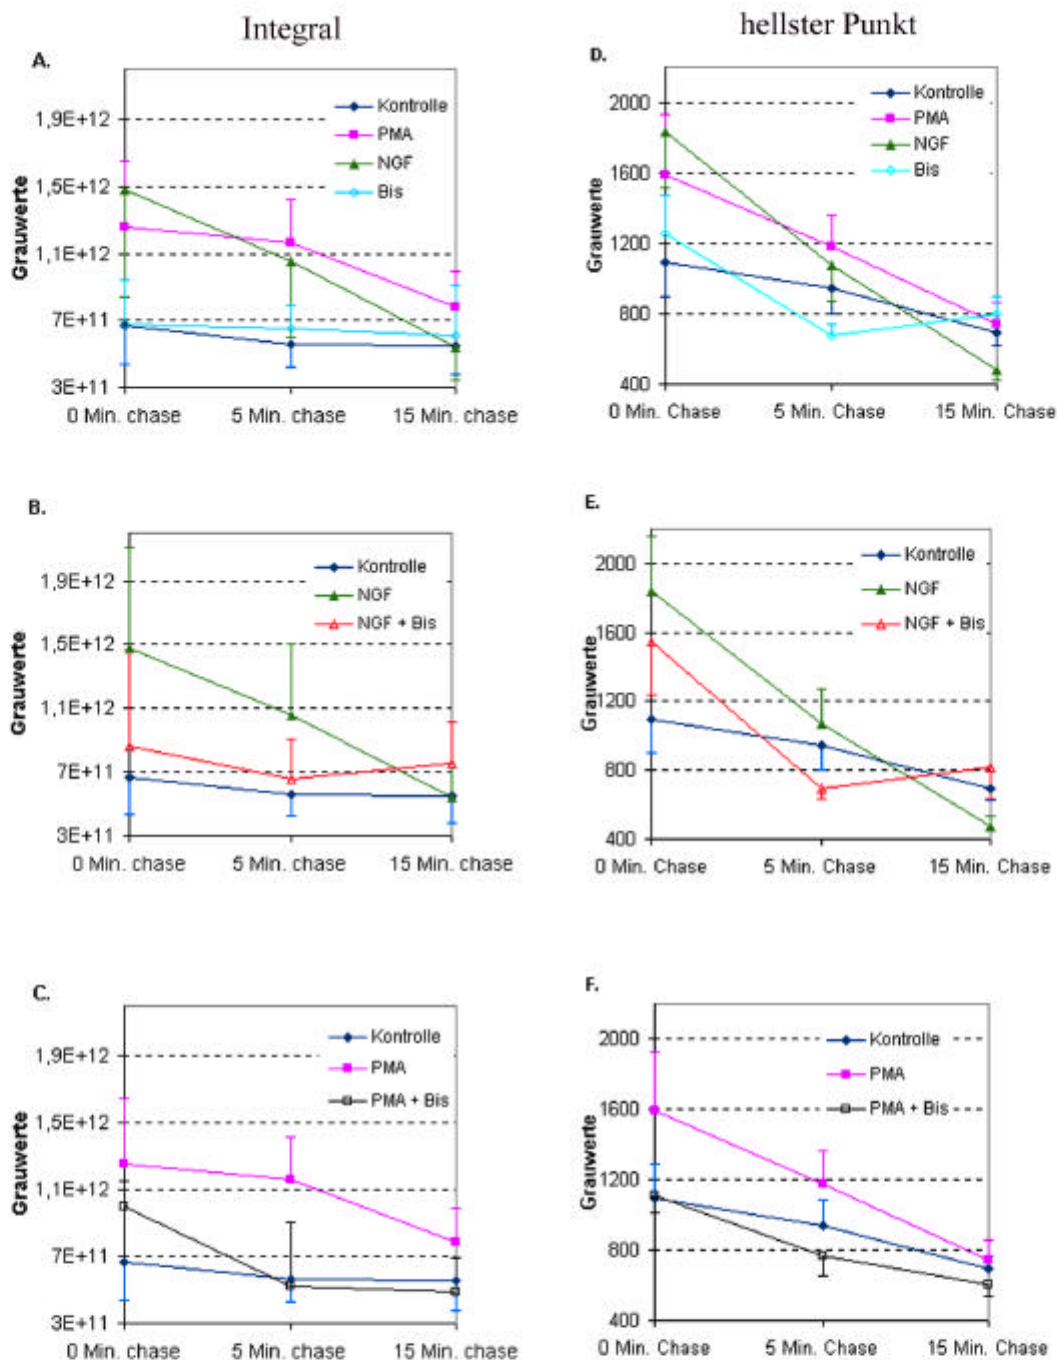 Integral
hellster Punkt
A.
Grauwerte
1,9E+12
1,5E+12
1,1E+12
7E+11
3E+11
Kontrolle
PMA
NGF
Bis
0 Min. chase
5 Min. chase
15 Min. chase
D.
Grauwerte
2000
1600
1200
800
400
Kontrolle
PMA
NGF
Bis
0 Min. Chase
5 Min. Chase
15 Min. Chase
B.
Grauwerte
1,9E+12
1,5E+12
1,1E+12
7E+11
3E+11
Kontrolle
NGF
NGF + Bis
0 Min. chase
5 Min. chase
15 Min. chase
E.
Grauwerte
2000
1600
1200
800
400
Kontrolle
NGF
NGF + Bis
0 Min. Chase
5 Min. Chase
15 Min. Chase
C.
Grauwerte
1,9E+12
1,5E+12
1,1E+12
7E+11
3E+11
Kontrolle
PMA
PMA + Bis
0 Min. chase
5 Min. chase
15 Min. chase
F.
Grauwerte
2000
1600
1200
800
400
Kontrolle
PMA
PMA + Bis
0 Min. Chase
5 Min. Chase
15 Min. Chase